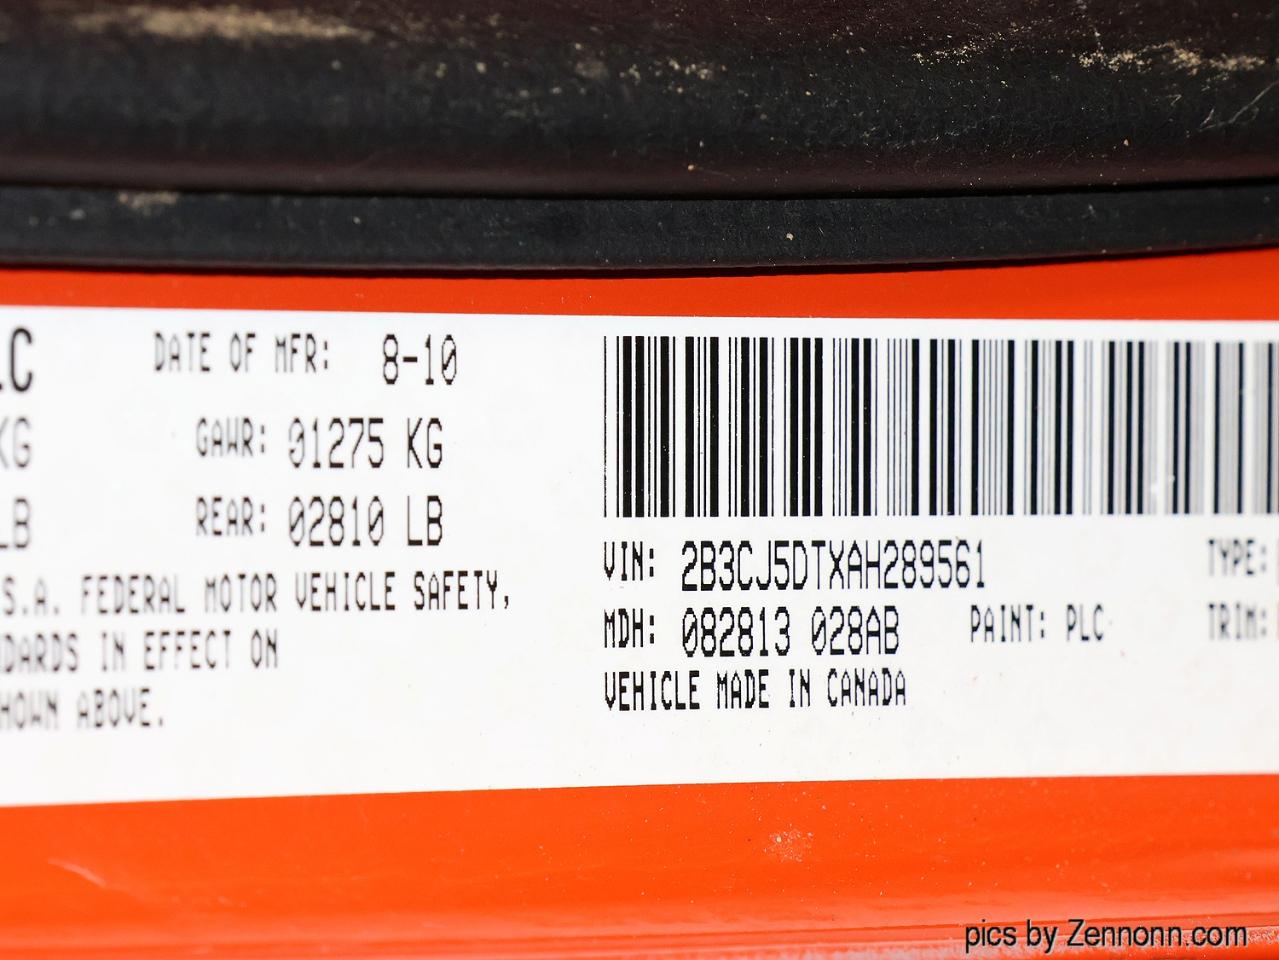 LC DATE OF MFR: 8-10
KG GAWR: 01275 KG
LB REAR: 02810 LB
S.A. FEDERAL MOTOR VEHICLE SAFETY,
DARDS IN EFFECT ON
HOWN ABOVE.
VIN: 2B3CJ5DTXAH289561 TYPE:
MDH: 082813 028AB PAINT: PLC TRIM:
VEHICLE MADE IN CANADA
pics by Zennonn.com